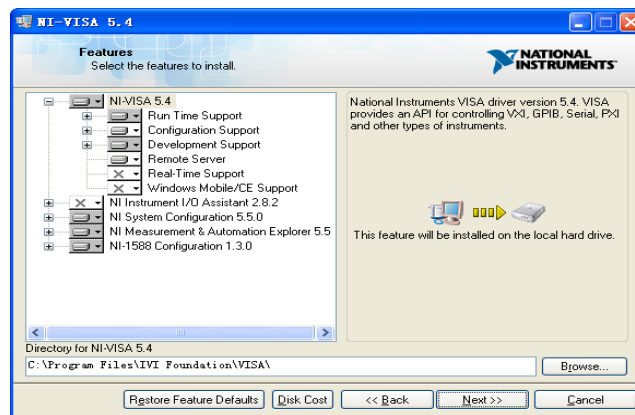 NI-VISA 5.4
Features
Select the features to install.
NATIONAL
INSTRUMENTS
NI-VISA 5.4
Run Time Support
Configuration Support
Development Support
Remote Server
Real-Time Support
Windows Mobile/CE Support
NI Instrument I/O Assistant 2.8.2
NI System Configuration 5.5.0
NI Measurement & Automation Explorer 5.5
NI-1588 Configuration 1.3.0
National Instruments VISA driver version 5.4. VISA
provides an API for controlling VXI, GPIB, Serial, PXI
and other types of instruments.
This feature will be installed on the local hard drive.
Directory for NI-VISA 5.4
C:\Program Files\IVI Foundation\VISA\
Browse...
Restore Feature Defaults
Disk Cost
<< Back
Next >>
Cancel